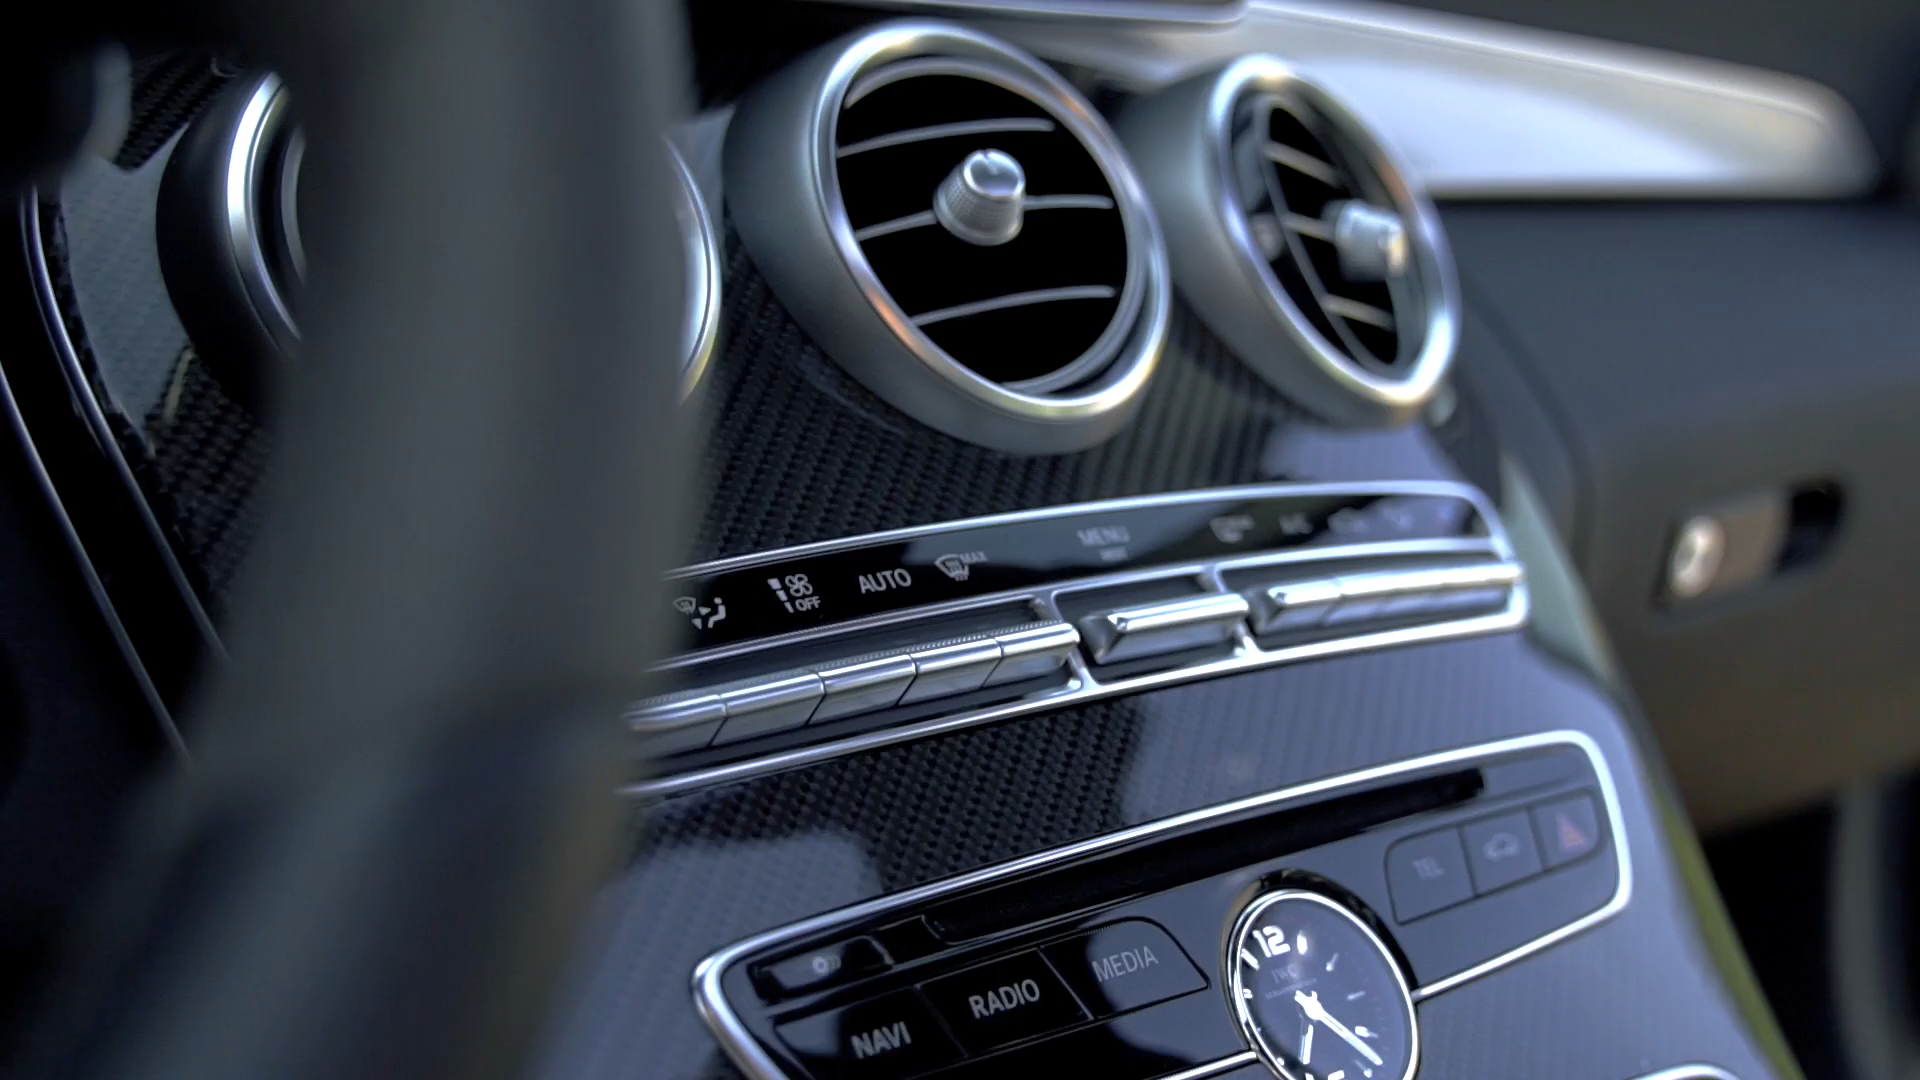 OFF
AUTO
MAX
MENU
TEL
MEDIA
RADIO
NAVI
12
IWC